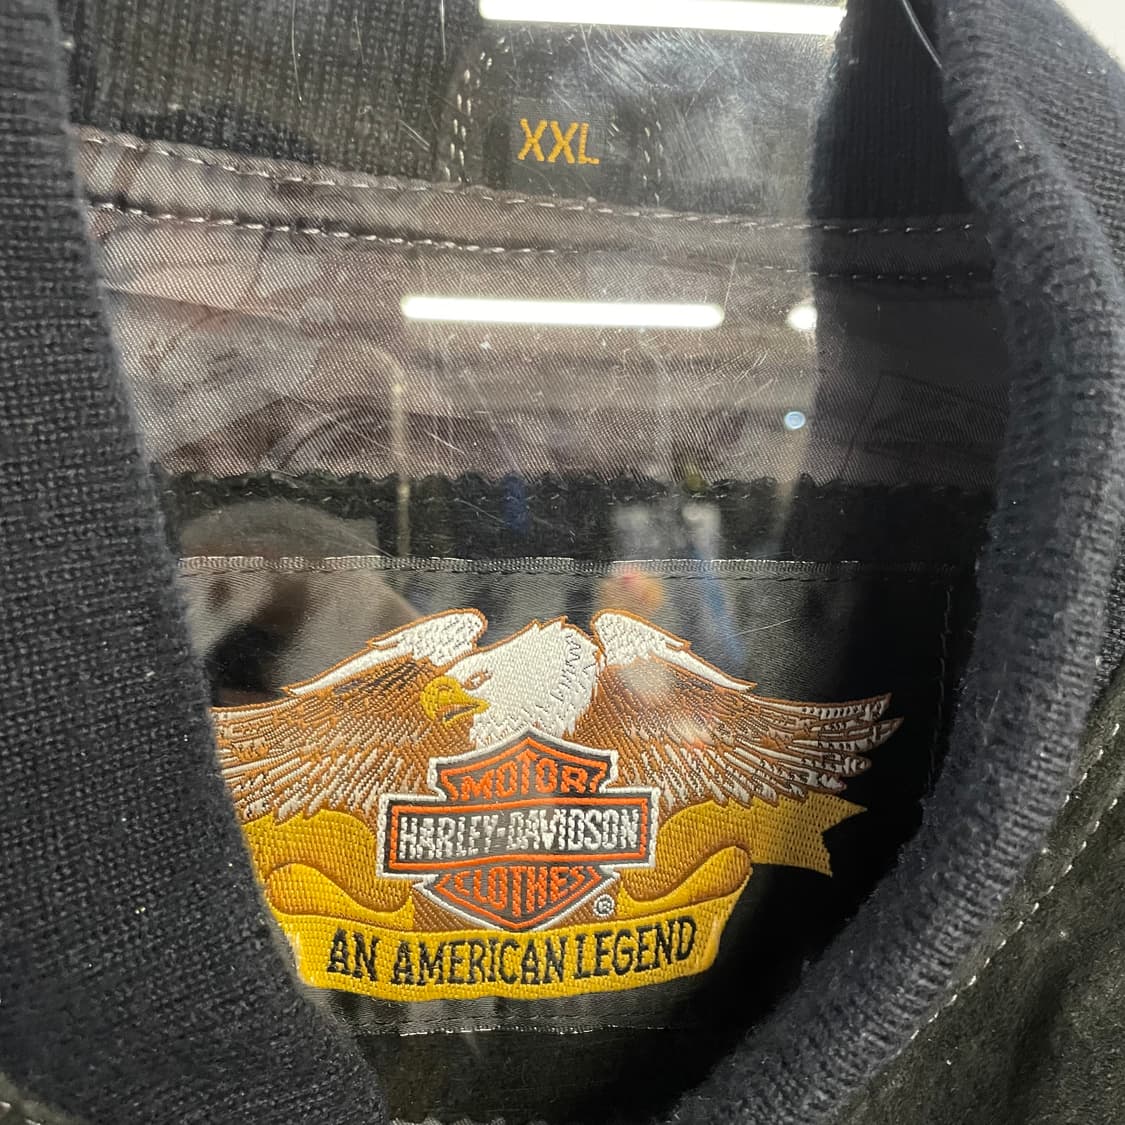 XXL
MOTOR
HARLEY-DAVIDSON
CLOTHES
®
AN AMERICAN LEGEND